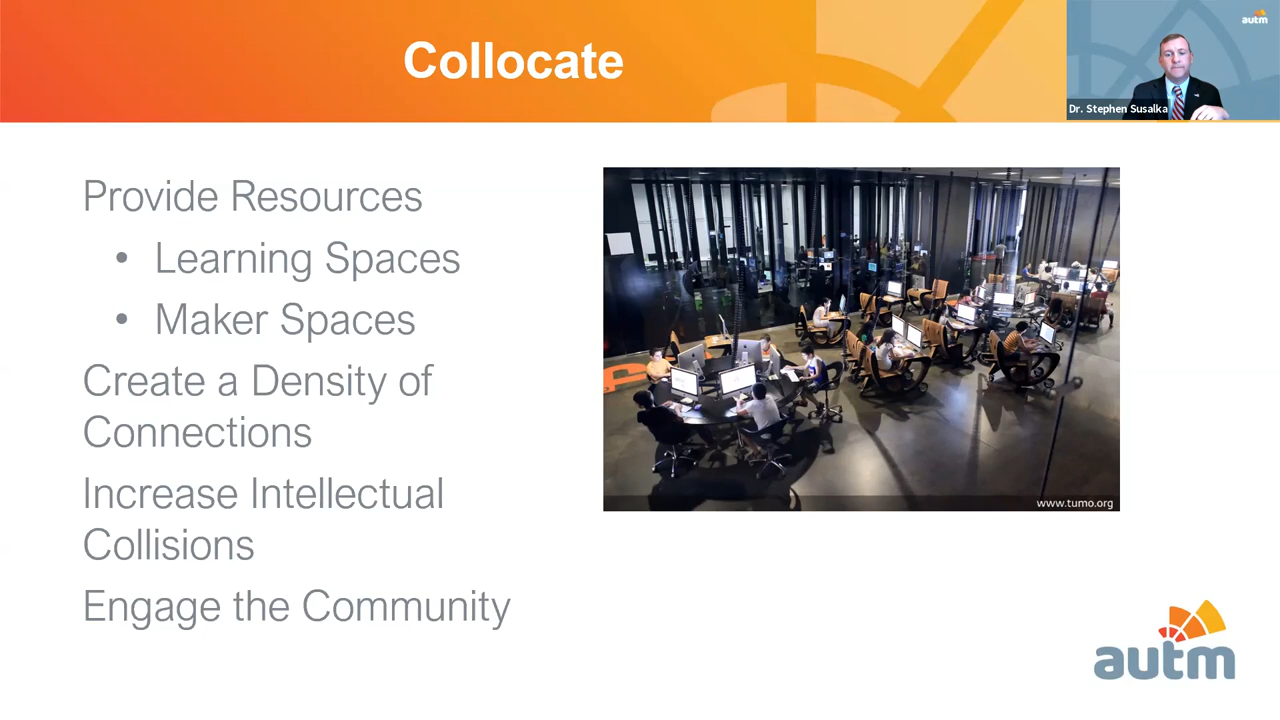 Collocate
autm
Dr. Stephen Susalka
Provide Resources
• Learning Spaces
• Maker Spaces
Create a Density of
Connections
Increase Intellectual
Collisions
Engage the Community
www.tumo.org
autm